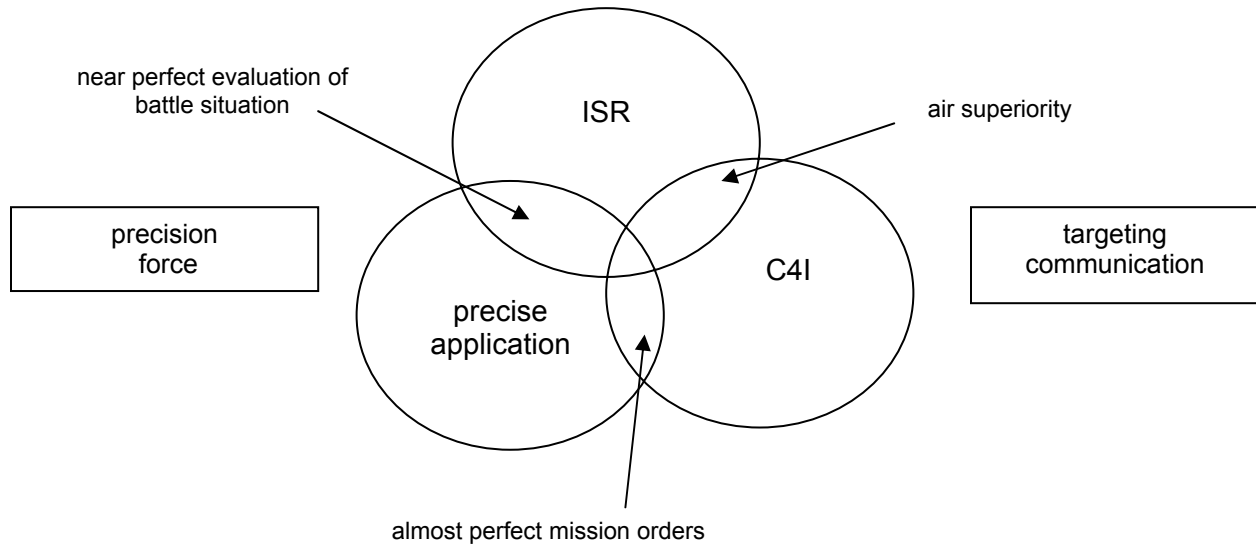 near perfect evaluation of
battle situation
ISR
air superiority
precision
force
targeting
communication
C4I
precise
application
almost perfect mission orders